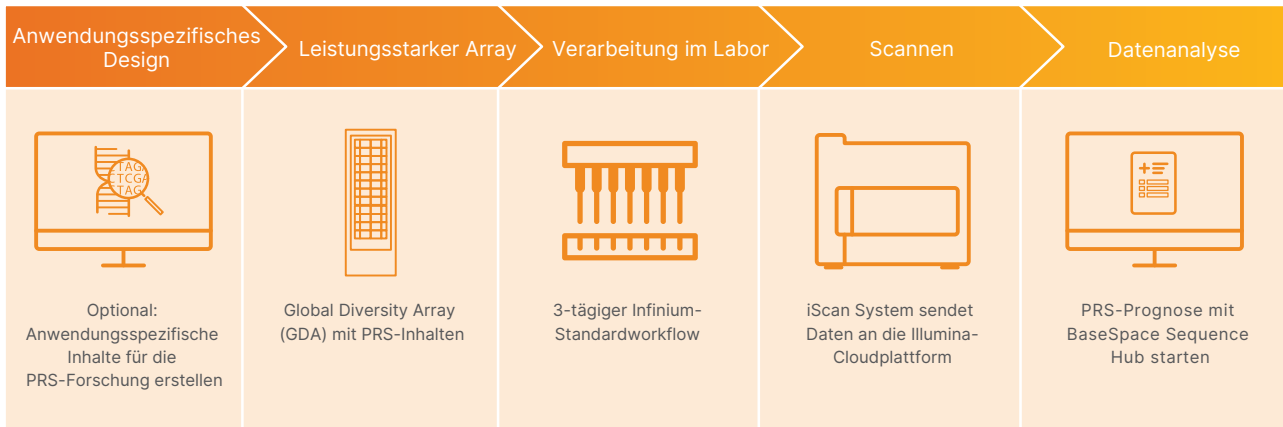 Anwendungsspezifisches
Design
Leistungsstarker Array
Verarbeitung im Labor
Scannen
Datenanalyse
TAG
CTCGA
TAG
Optional:
Anwendungsspezifische
Inhalte für die
PRS-Forschung erstellen
Global Diversity Array
(GDA) mit PRS-Inhalten
3-tägiger Infinium-
Standardworkflow
iScan System sendet
Daten an die Illumina-
Cloudplattform
PRS-Prognose mit
BaseSpace Sequence
Hub starten